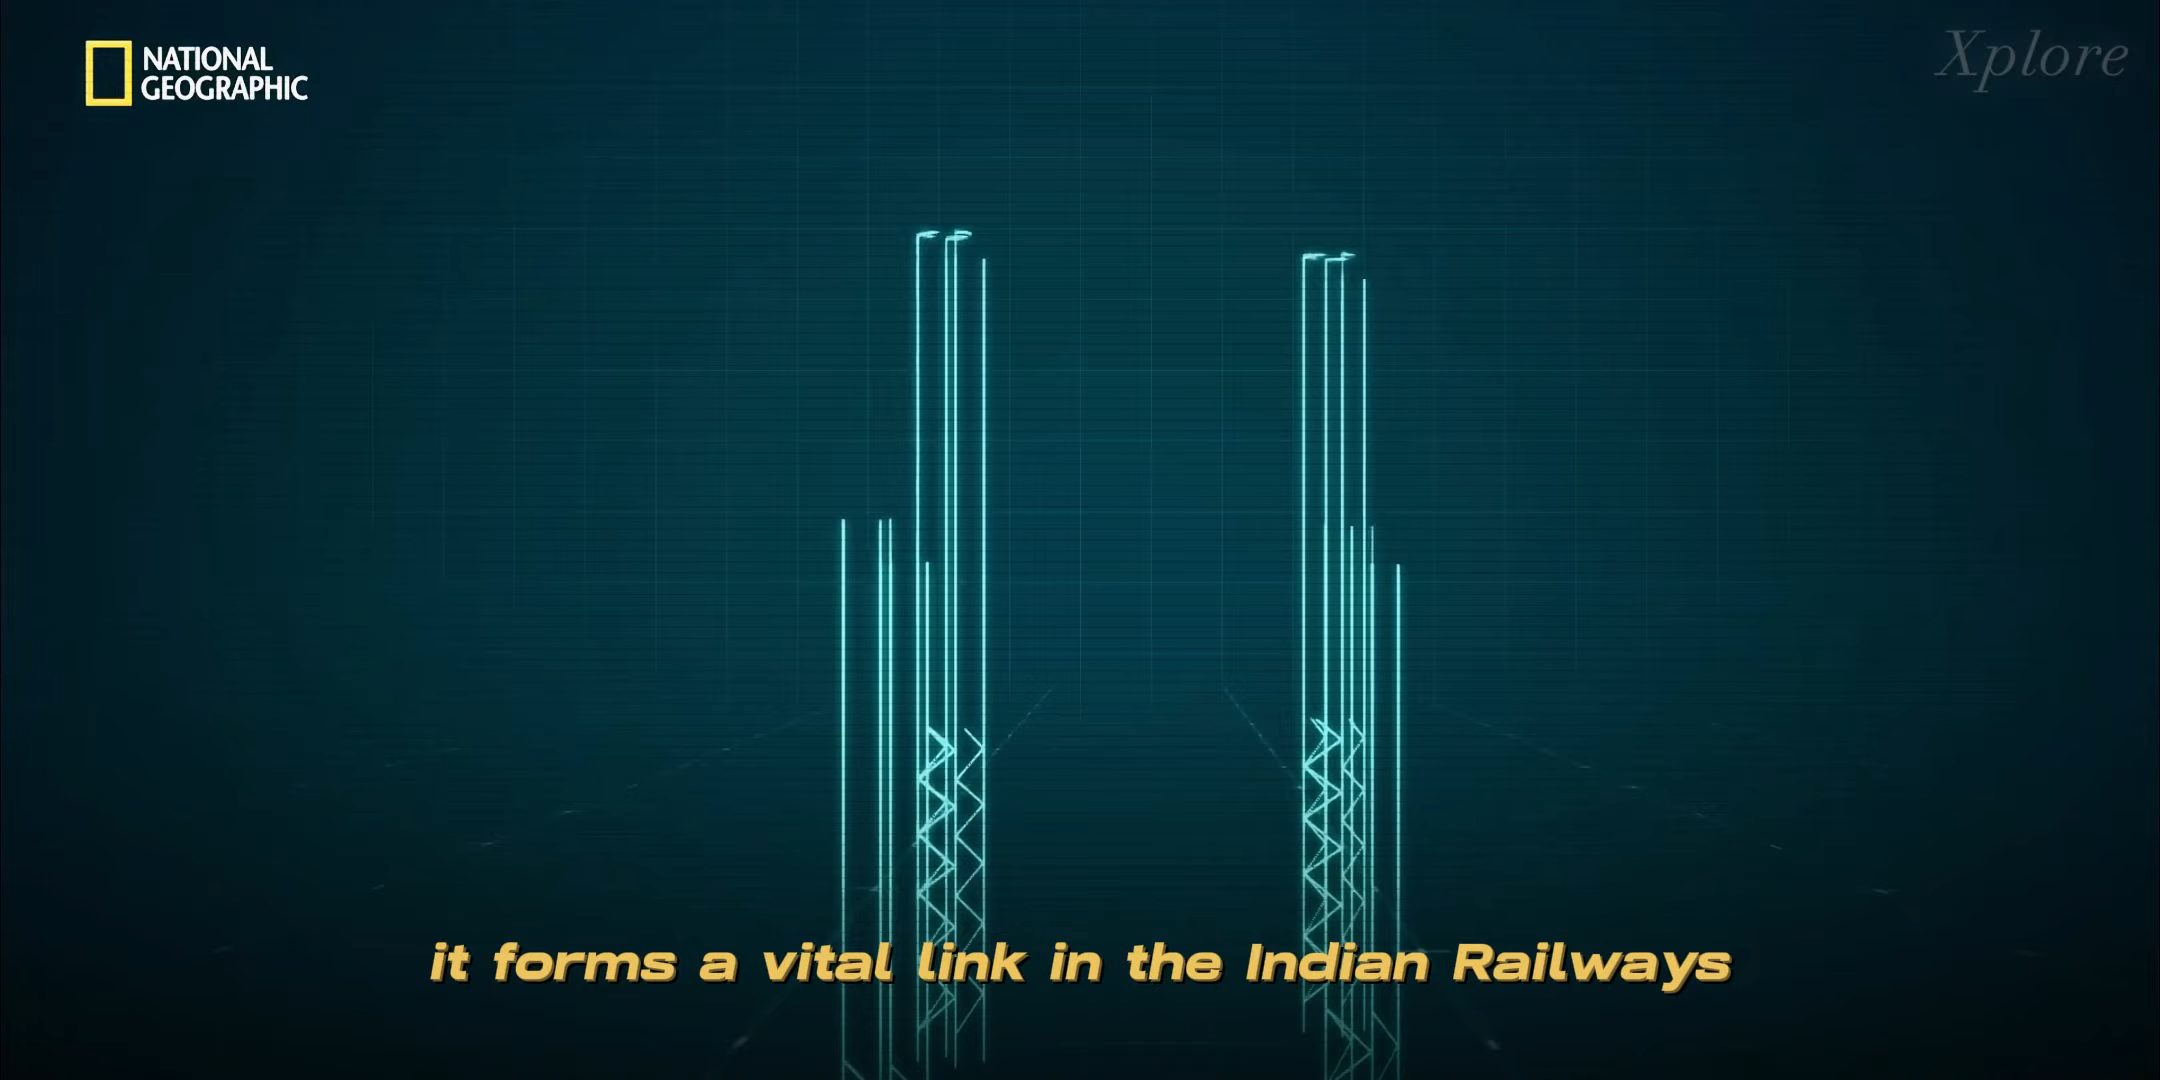 NATIONAL
GEOGRAPHIC
Xplore
it forms a vital link in the Indian Railways